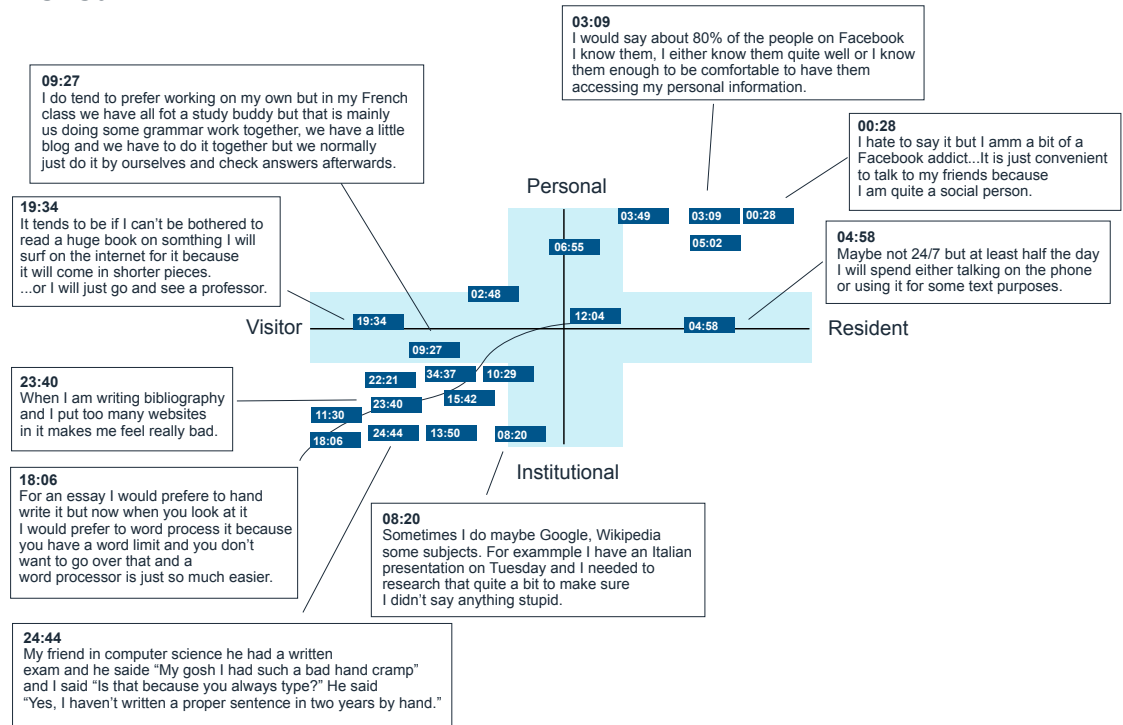 03:09
I would say about 80% of the people on Facebook
I know them, I either know them quite well or I know
them enough to be comfortable to have them
accessing my personal information.
09:27
I do tend to prefer working on my own but in my French
class we have all fot a study buddy but that is mainly
us doing some grammar work together, we have a little
blog and we have to do it together but we normally
just do it by ourselves and check answers afterwards.
00:28
I hate to say it but I amm a bit of a
Facebook addict...It is just convenient
to talk to my friends because
I am quite a social person.
19:34
It tends to be if I can't be bothered to
read a huge book on somthing I will
surf on the internet for it because
it will come in shorter pieces.
...or I will just go and see a professor.
04:58
Maybe not 24/7 but at least half the day
I will spend either talking on the phone
or using it for some text purposes.
Personal
03:49
03:09
00:28
06:55
05:02
02:48
12:04
Visitor
19:34
04:58
Resident
09:27
22:21
34:37
10:29
23:40
15:42
11:30
18:06
24:44
13:50
08:20
Institutional
23:40
When I am writing bibliography
and I put too many websites
in it makes me feel really bad.
18:06
For an essay I would prefere to hand
write it but now when you look at it
I would prefer to word process it because
you have a word limit and you don't
want to go over that and a
word processor is just so much easier.
08:20
Sometimes I do maybe Google, Wikipedia
some subjects. For exammmple I have an Italian
presentation on Tuesday and I needed to
research that quite a bit to make sure
I didn't say anything stupid.
24:44
My friend in computer science he had a written
exam and he saide “My gosh I had such a bad hand cramp”
and I said “Is that because you always type?” He said
“Yes, I haven't written a proper sentence in two years by hand.”